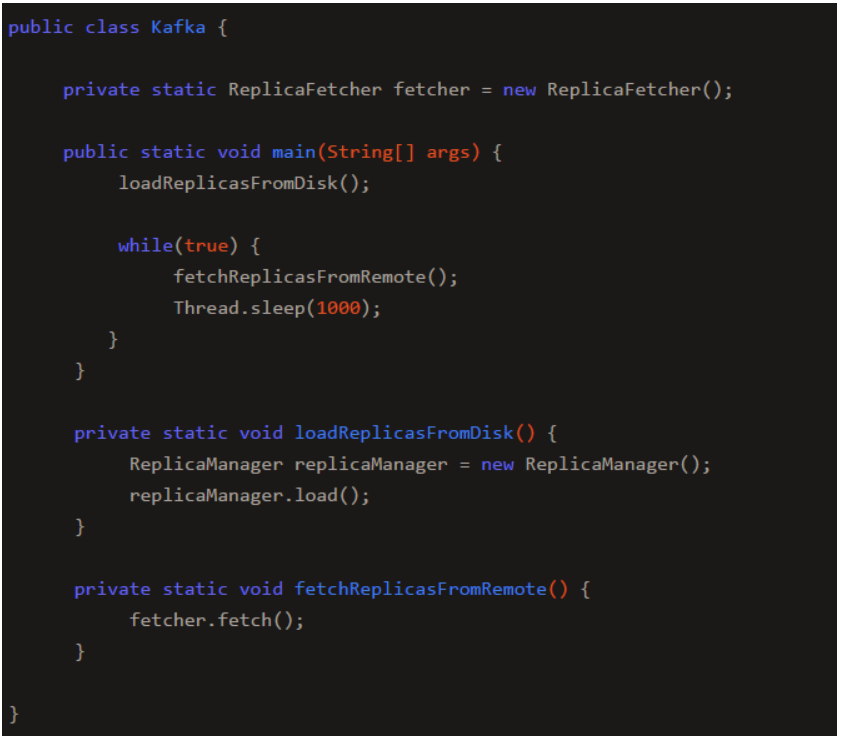 public class Kafka {
private static ReplicaFetcher fetcher = new ReplicaFetcher();
public static void main(String[] args) {
loadReplicasFromDisk();
while(true) {
fetchReplicasFromRemote();
Thread.sleep(1000);
}
}
private static void loadReplicasFromDisk() {
ReplicaManager replicaManager = new ReplicaManager();
replicaManager.load();
}
private static void fetchReplicasFromRemote() {
fetcher.fetch();
}
}